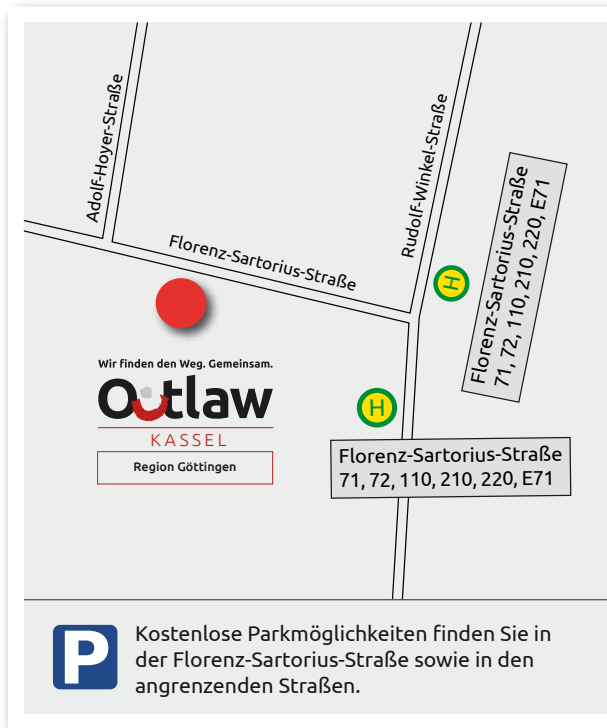 Adolf-Hoyer-Straße
Rudolf-Winkel-Straße
Florenz-Sartorius-Straße
H
Florenz-Sartorius-Straße
71, 72, 110, 210, 220, E71
Wir finden den Weg. Gemeinsam.
Outlaw
KASSEL
Region Göttingen
H
Florenz-Sartorius-Straße
71, 72, 110, 210, 220, E71
P
Kostenlose Parkmöglichkeiten finden Sie in
der Florenz-Sartorius-Straße sowie in den
angrenzenden Straßen.